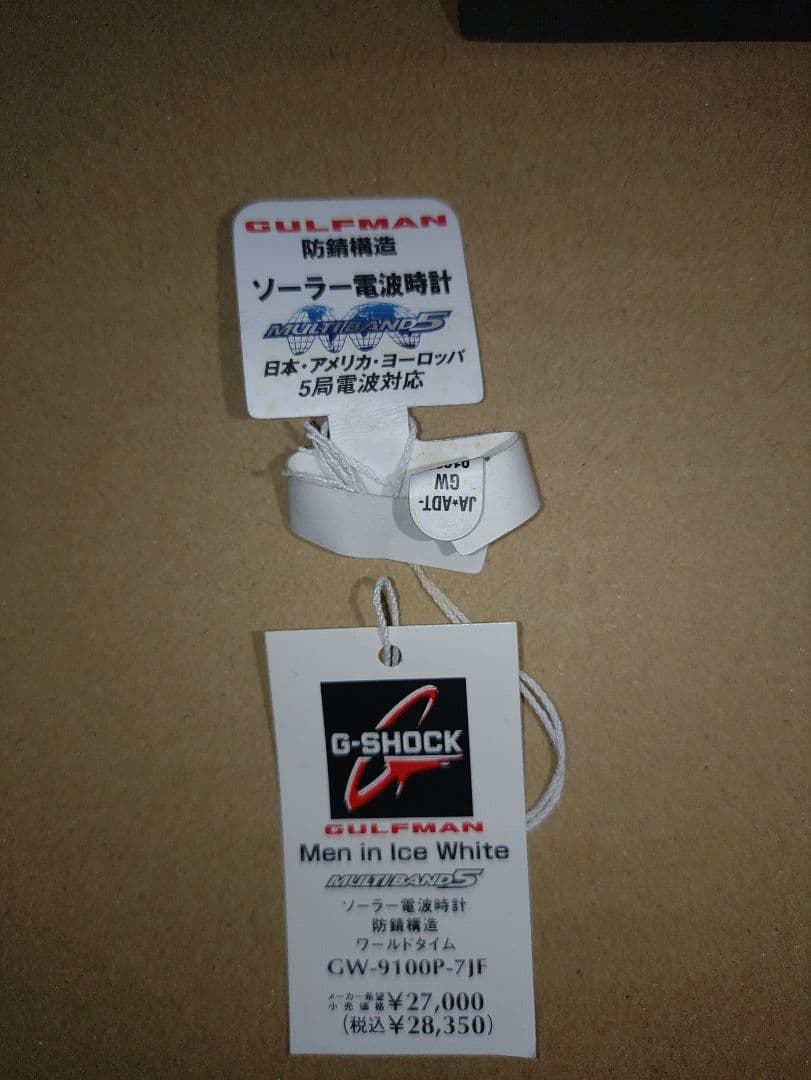 GULFMAN
防錆構造
ソーラー電波時計
MULTIBAND5
日本・アメリカ・ヨーロッパ
5局電波対応
JA*ADT-
GW
G-SHOCK
GULFMAN
Men in Ice White
MULTIBAND5
ソーラー電波時計
防錆構造
ワールドタイム
GW-9100P-7JF
メーカー希望小売価格 ¥27,000
(税込¥28,350)